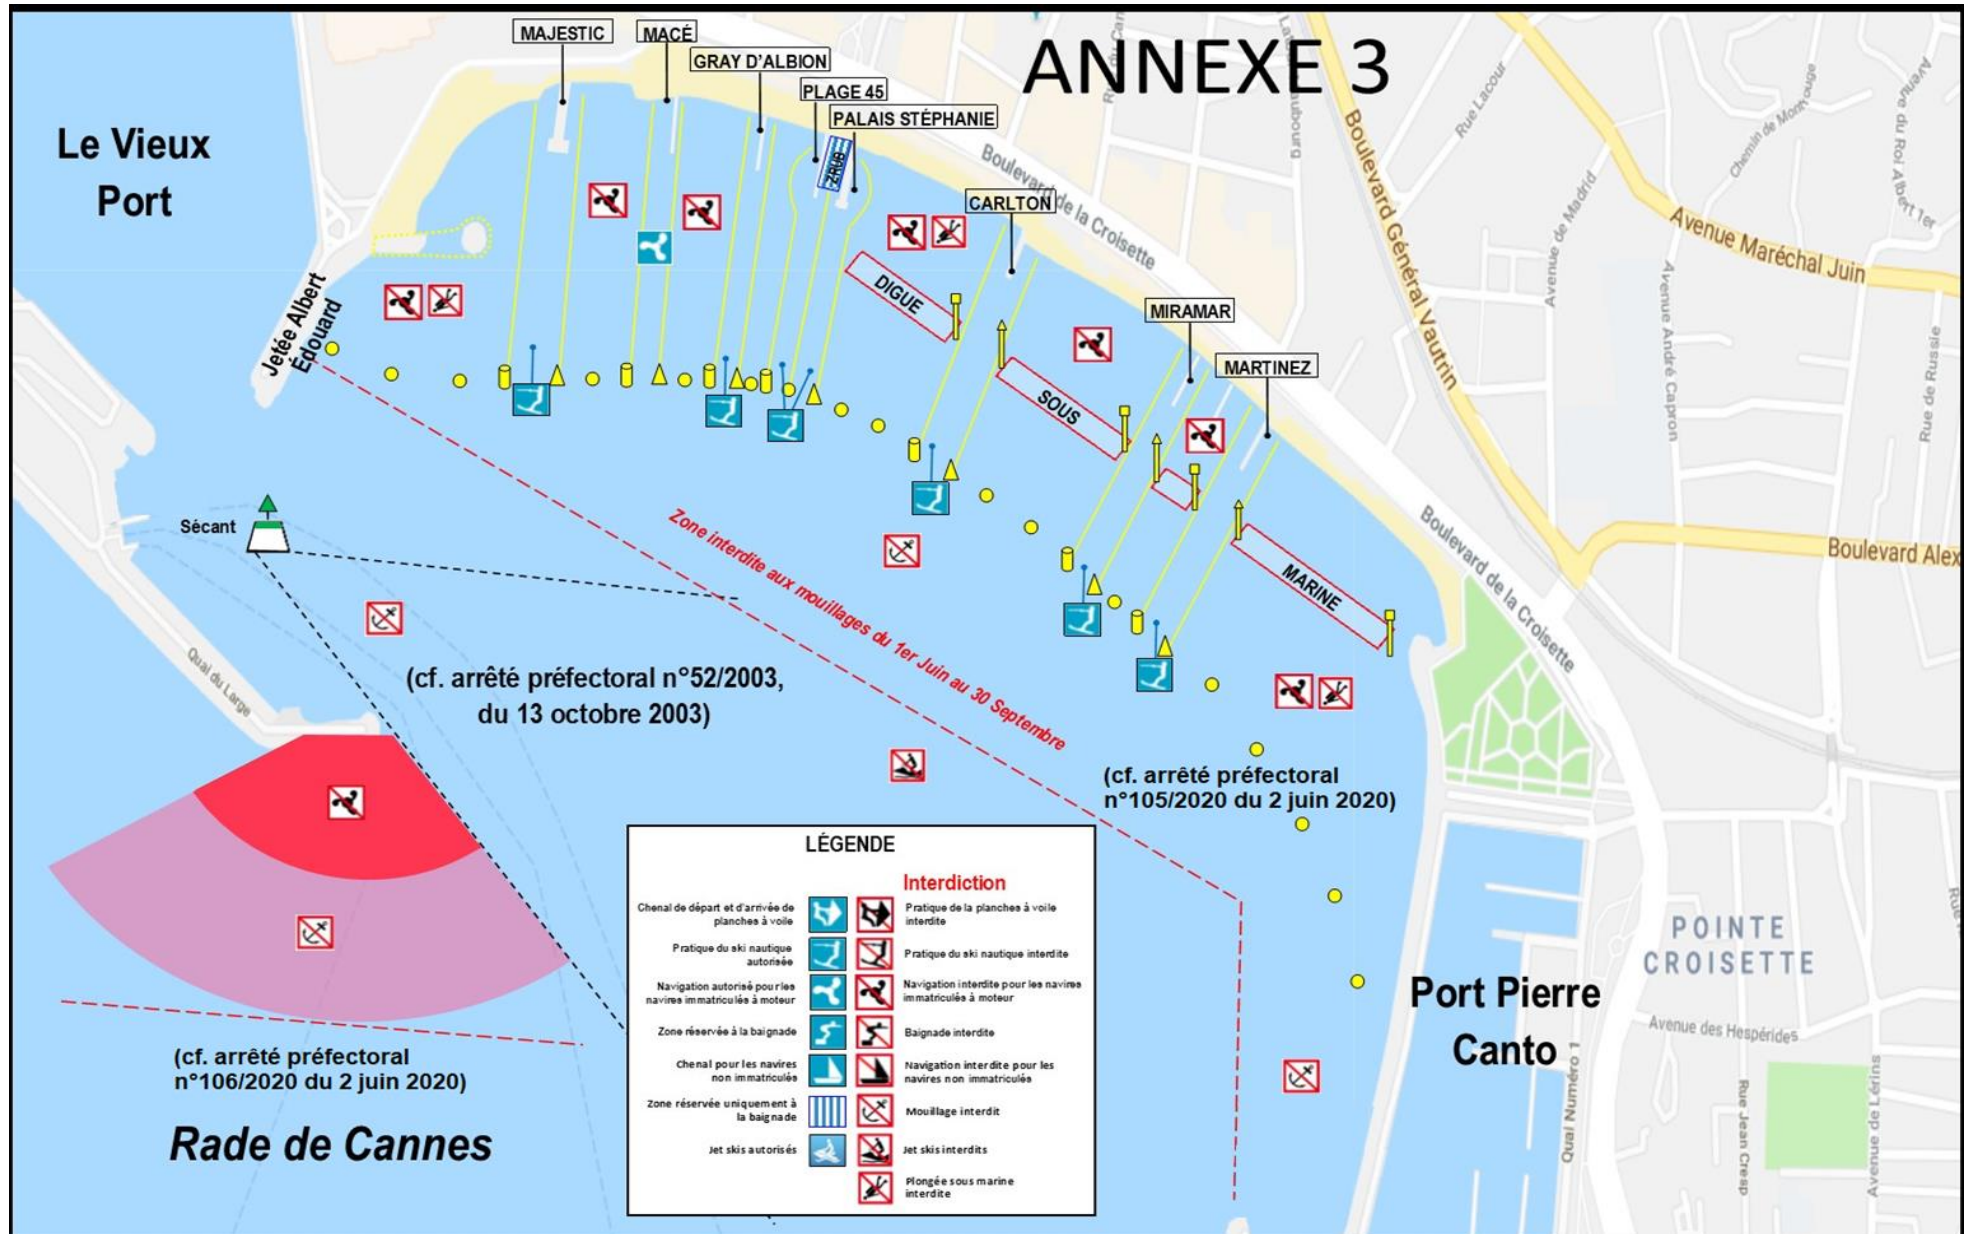 ANNEXE 3
MAJESTIC
MACÉ
GRAY D'ALBION
PLAGE 45
PALAIS STÉPHANIE
ZRUB
CARLTON
MIRAMAR
MARTINEZ
Le Vieux
Port
Jetée Albert
Édouard
DIGUE
SOUS
MARINE
Boulevard de la Croisette
Boulevard Général Vautrin
Rue Lacour
Chemin de Montrouge
Avenue du Roi Albert 1er
Avenue de Madrid
Avenue Maréchal Juin
Avenue André Capron
Rue de Russie
Boulevard Alex
Boulevard de la Croisette
Sécant
Quai du Large
Zone interdite aux mouillages du 1er Juin au 30 Septembre
(cf. arrêté préfectoral n°52/2003,
du 13 octobre 2003)
(cf. arrêté préfectoral
n°105/2020 du 2 juin 2020)
(cf. arrêté préfectoral
n°106/2020 du 2 juin 2020)
Rade de Cannes
POINTE
CROISETTE
Port Pierre
Canto
Avenue des Hespérides
Quai Numéro 1
Rue Jean Cresp
Avenue de Lérins
LÉGENDE
Interdiction
Chenal de départ et d'arrivée de
planches à voile
Pratique de la planches à voile
interdite
Pratique du ski nautique
autorisée
Pratique du ski nautique interdite
Navigation autorisé pour les
navires immatriculés à moteur
Navigation interdite pour les navires
immatriculés à moteur
Zone réservée à la baignade
Baignade interdite
Chenal pour les navires
non immatriculés
Navigation interdite pour les
navires non immatriculés
Zone réservée uniquement à
la baignade
Mouillage interdit
Jet skis autorisés
Jet skis interdits
Plongée sous marine
interdite